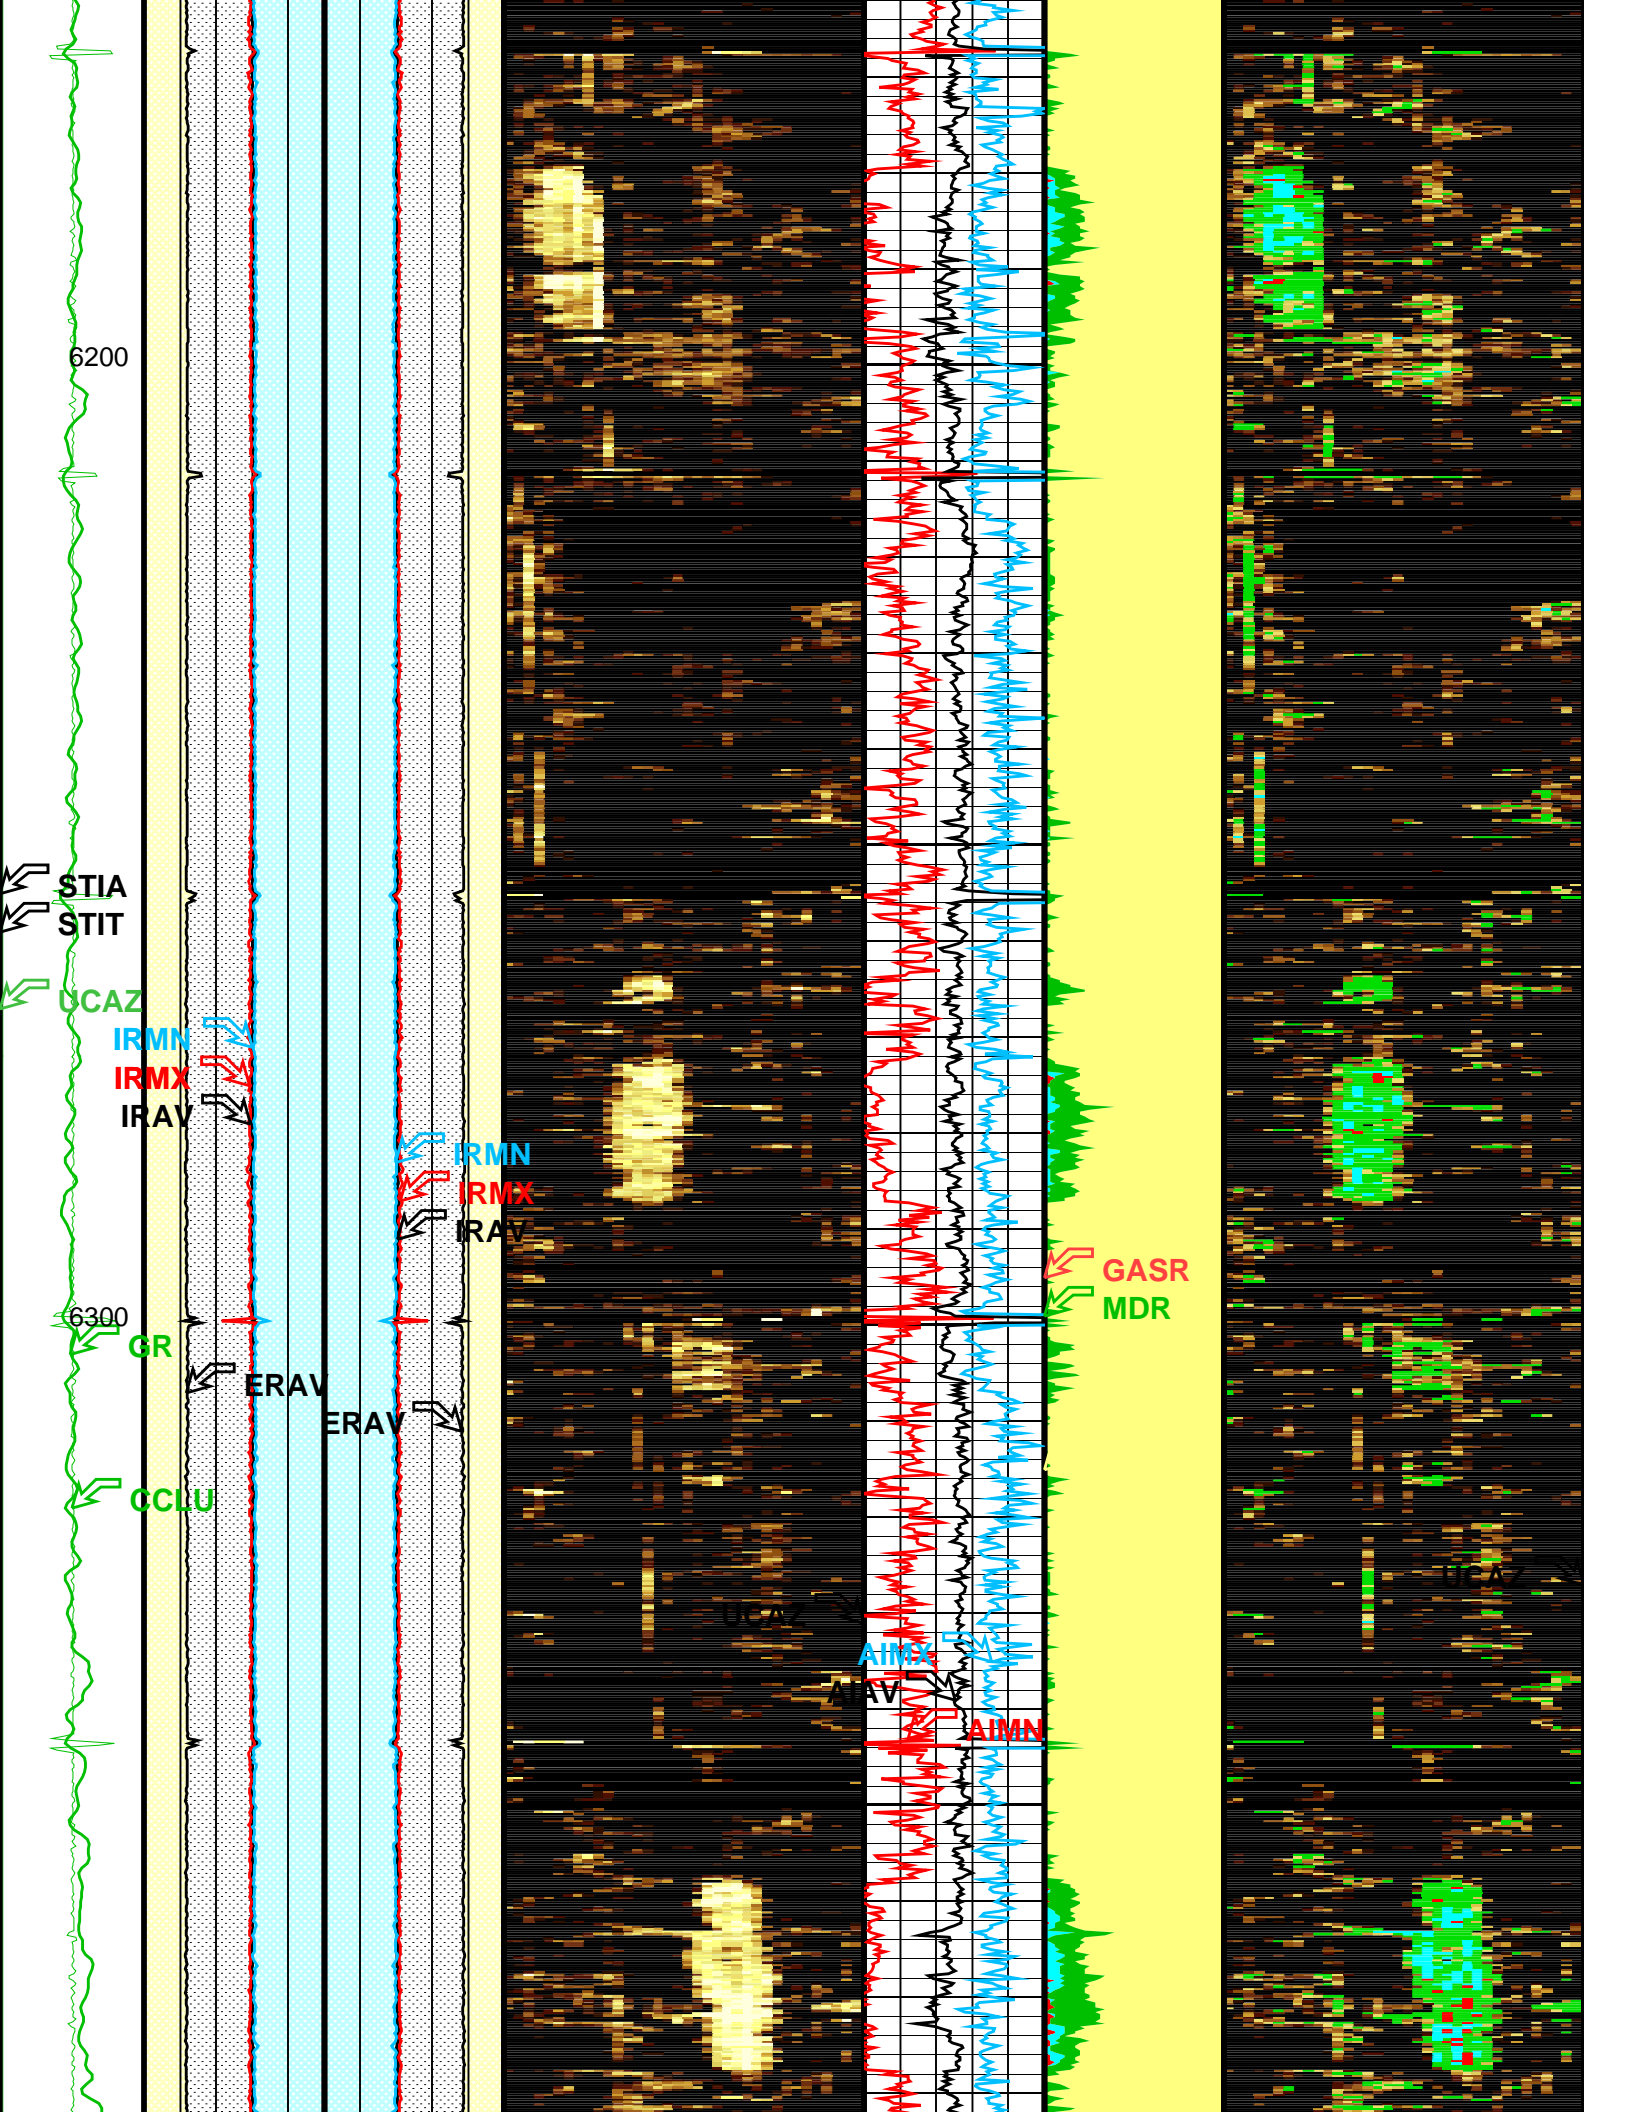 6200
STIA
STIT
UCAZ
IRMN
IRMX
IRAV
IRMN
IRMX
IRAV
GASR
MDR
6300
GR
ERAV
ERAV
CCLU
UCAZ
UCAZ
AIMX
AIAV
AIMN